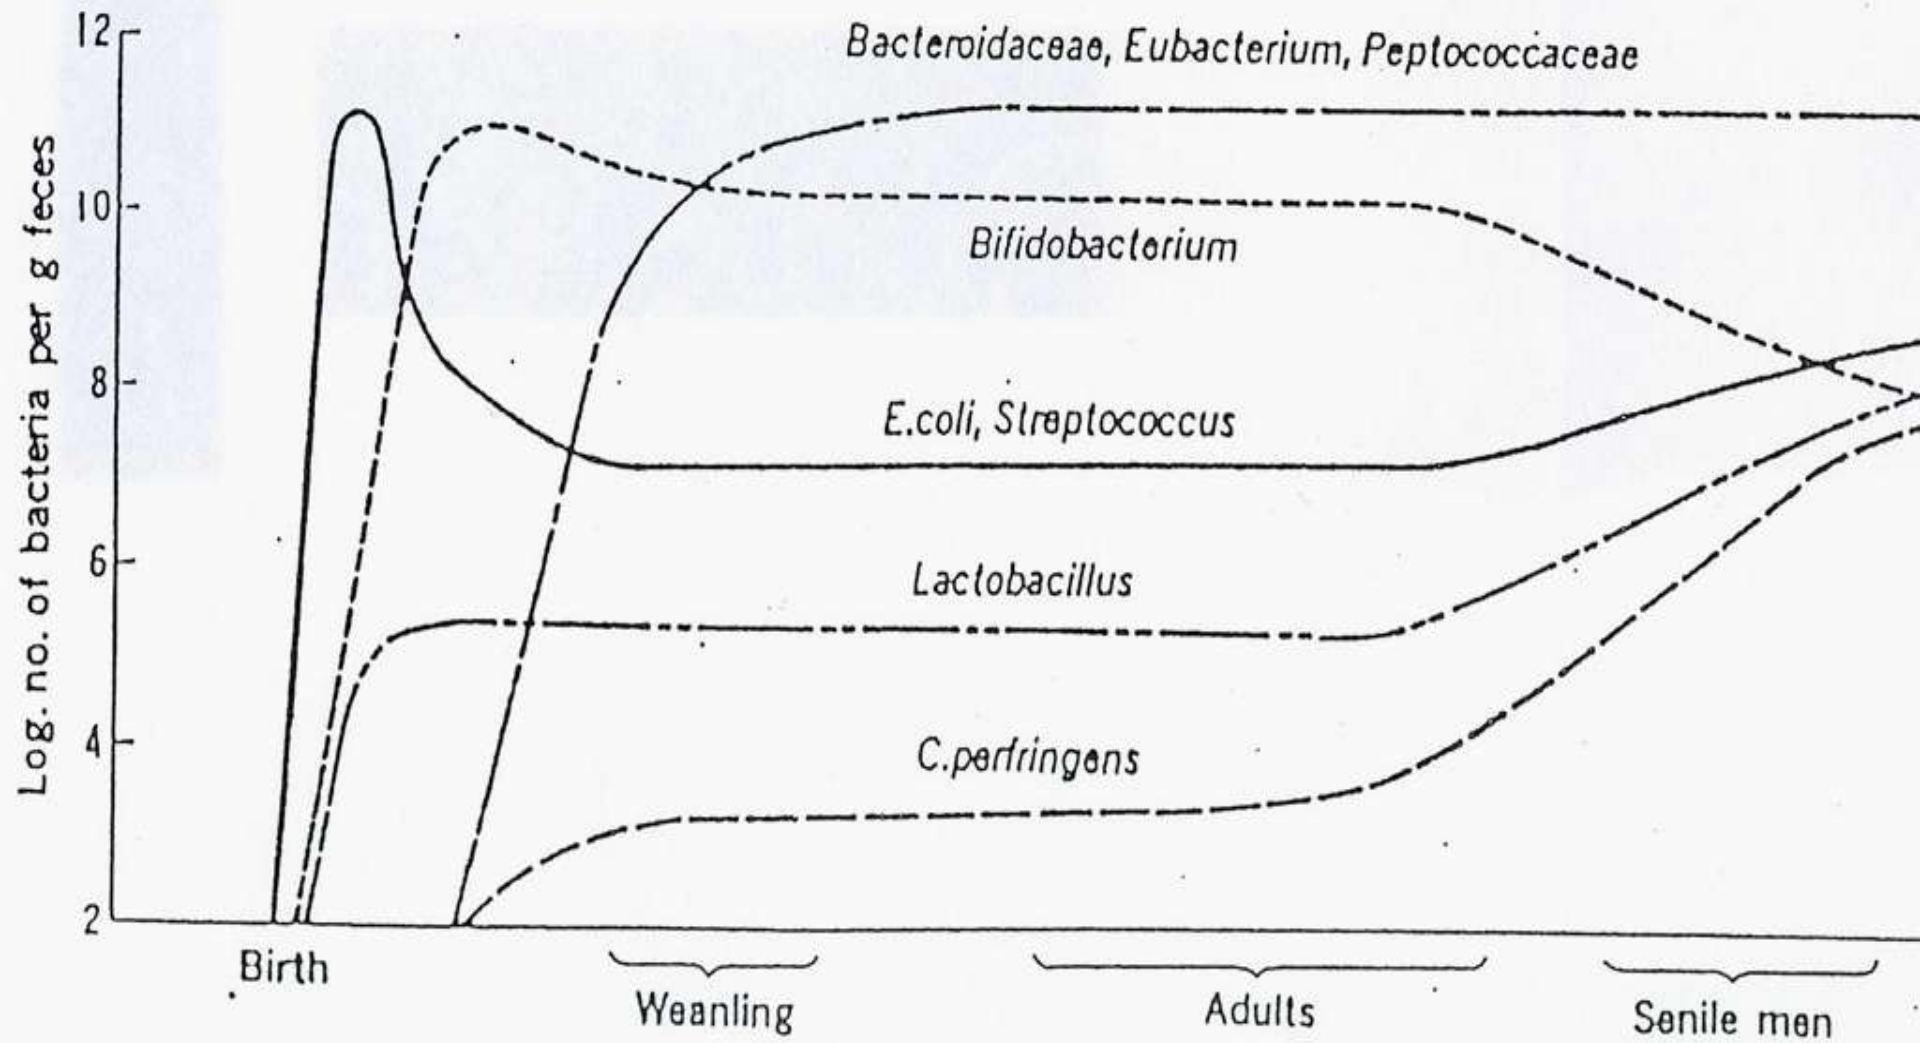 12
Bacteroidaceae, Eubacterium, Peptococcaceae
10
Bifidobacterium
8
E.coli, Streptococcus
6
Lactobacillus
4
C.perfringens
2
Log. no. of bacteria per g feces
Birth
Weanling
Adults
Senile men